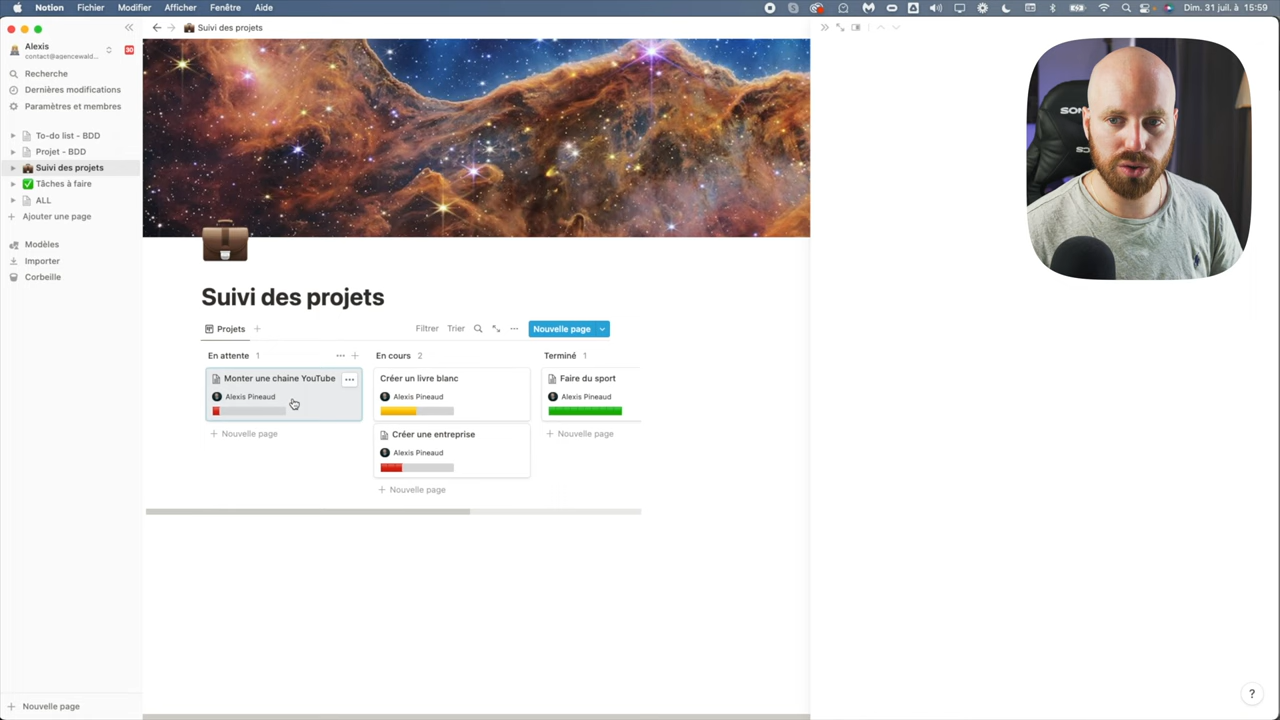 Notion Fichier Modifier Afficher Fenêtre Aide
Dim. 31 juil. à 15:59
Alexis
contact@agencewald...
30
Recherche
Dernières modifications
Paramètres et membres
To-do list - BDD
Projet - BDD
Suivi des projets
Tâches à faire
ALL
Ajouter une page
Modèles
Importer
Corbeille
Nouvelle page
Suivi des projets
Suivi des projets
Projets
Filtrer Trier
Nouvelle page
En attente 1
Monter une chaine YouTube
Alexis Pineaud
Nouvelle page
En cours 2
Créer un livre blanc
Alexis Pineaud
Créer une entreprise
Alexis Pineaud
Nouvelle page
Terminé 1
Faire du sport
Alexis Pineaud
Nouvelle page
?